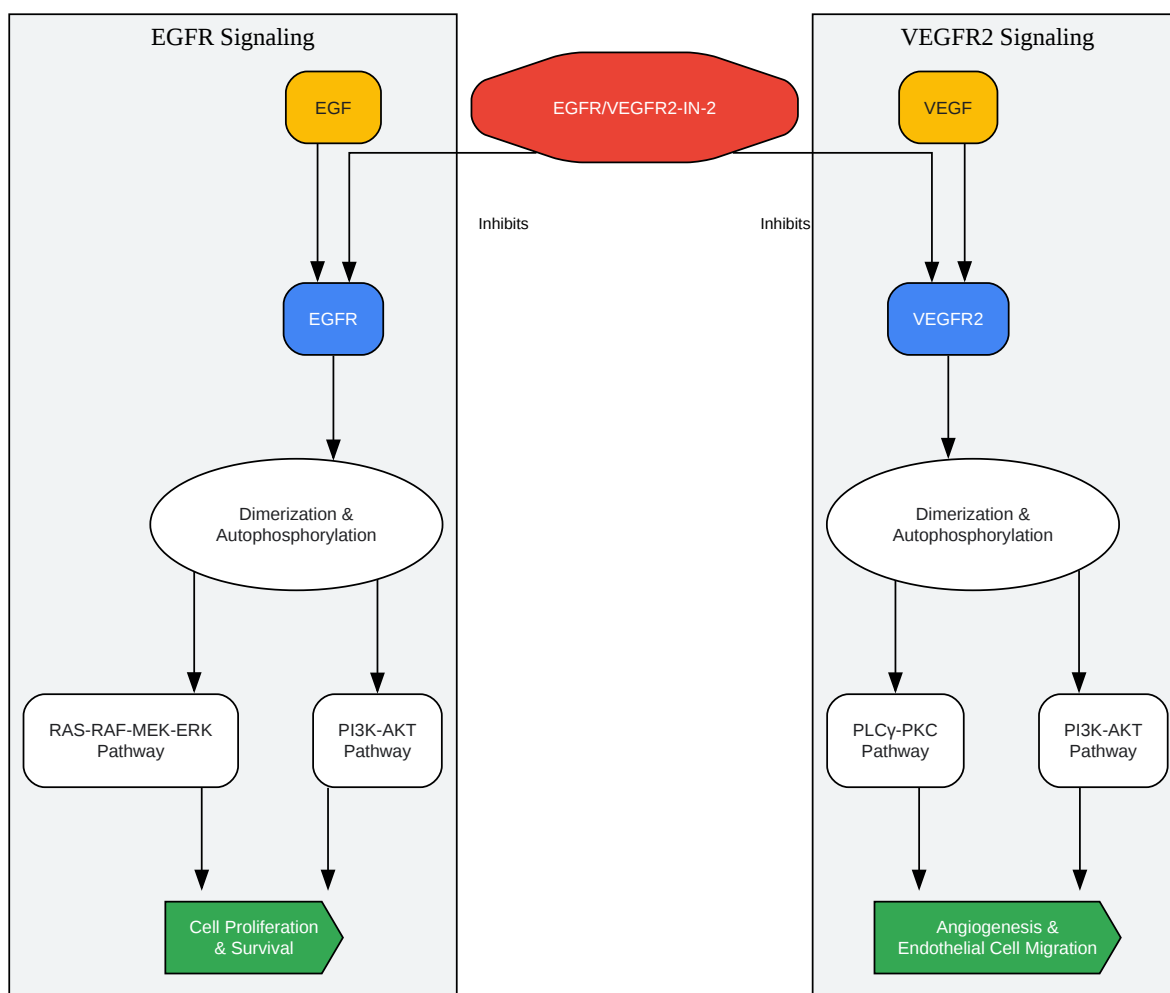 EGFR Signaling
VEGFR2 Signaling
EGF
EGFR/VEGFR2-IN-2
VEGF
Inhibits
Inhibits
EGFR
VEGFR2
Dimerization &
Autophosphorylation
Dimerization &
Autophosphorylation
RAS-RAF-MEK-ERK
Pathway
PI3K-AKT
Pathway
PLCγ-PKC
Pathway
PI3K-AKT
Pathway
Cell Proliferation
& Survival
Angiogenesis &
Endothelial Cell Migration